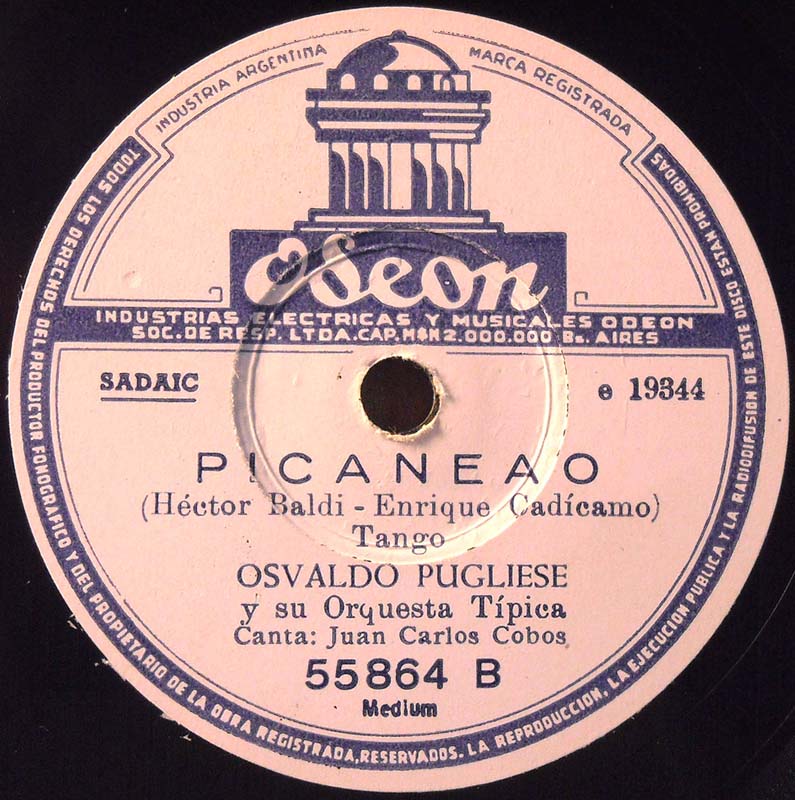 INDUSTRIA ARGENTINA
MARCA REGISTRADA
Odeon
INDUSTRIAS ELECTRICAS Y MUSICALES ODEON
SOC. DE RESP. LTDA. CAP. M$N 2.000.000 Bs. AIRES
SADAIC
e 19344
PICANEAO
(Héctor Baldi - Enrique Cadícamo)
Tango
OSVALDO PUGLIESE
y su Orquesta Típica
Canta: Juan Carlos Cobos
55864 B
Medium
TODOS LOS DERECHOS DEL PRODUCTOR FONOGRAFICO Y DEL PROPIETARIO DE LA OBRA REGISTRADA, RESERVADOS. LA REPRODUCCION, LA EJECUCION PUBLICA Y LA RADIODIFUSION DE ESTE DISCO ESTAN PROHIBIDAS